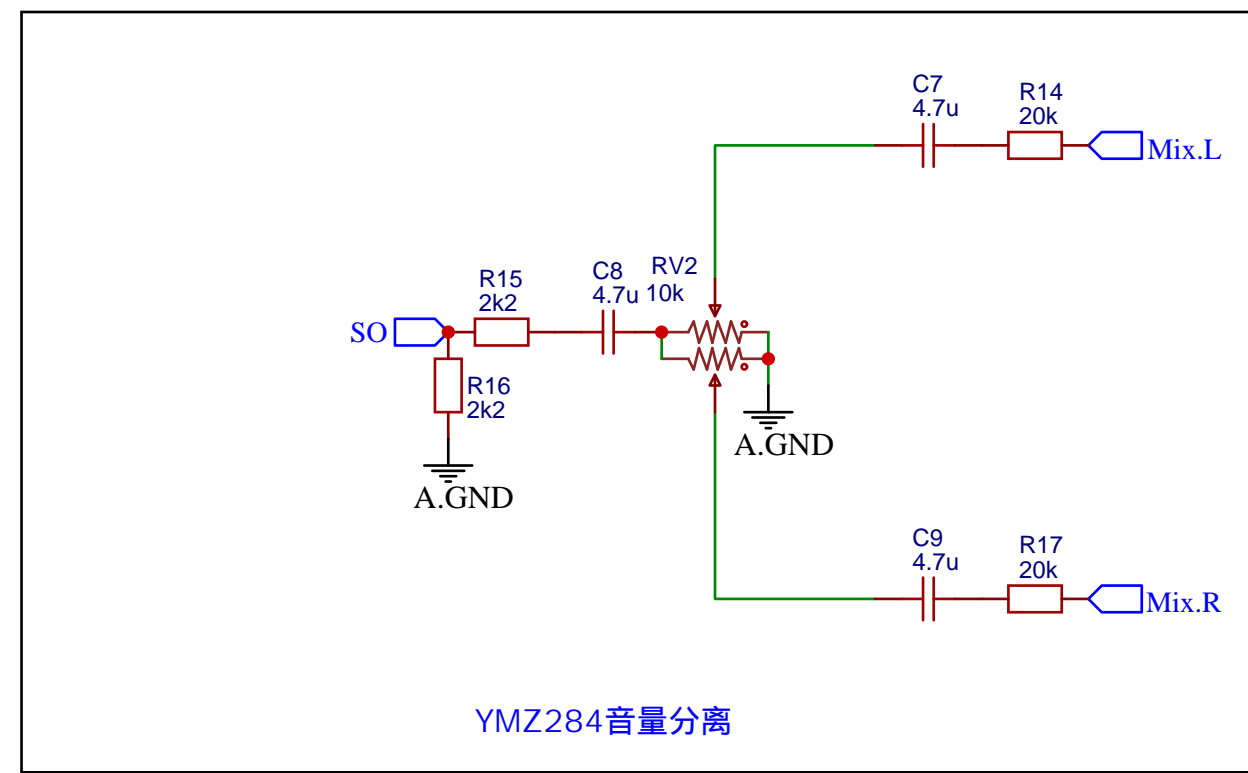 C7
4.7u
R14
20k
Mix.L
R15
2k2
C8
4.7u
RV2
10k
SO
R16
2k2
A.GND
A.GND
C9
4.7u
R17
20k
Mix.R
YMZ284音量分离